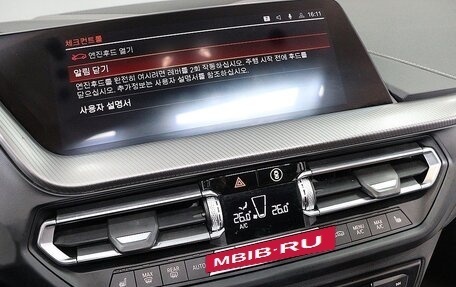 16:11
체크컨트롤
엔진후드 열기
알림 닫기
엔진후드를 완전히 여시려면 레버를 2회 작동하십시오. 주행 시작 전에 후드를
닫으십시오. 추가정보는 사용자 설명서를 참조하십시오.
사용자 설명서
26.0 26.0
A/C
MAX
REAR
AUTO
MENU
A/C
A/C
MBIB-RU